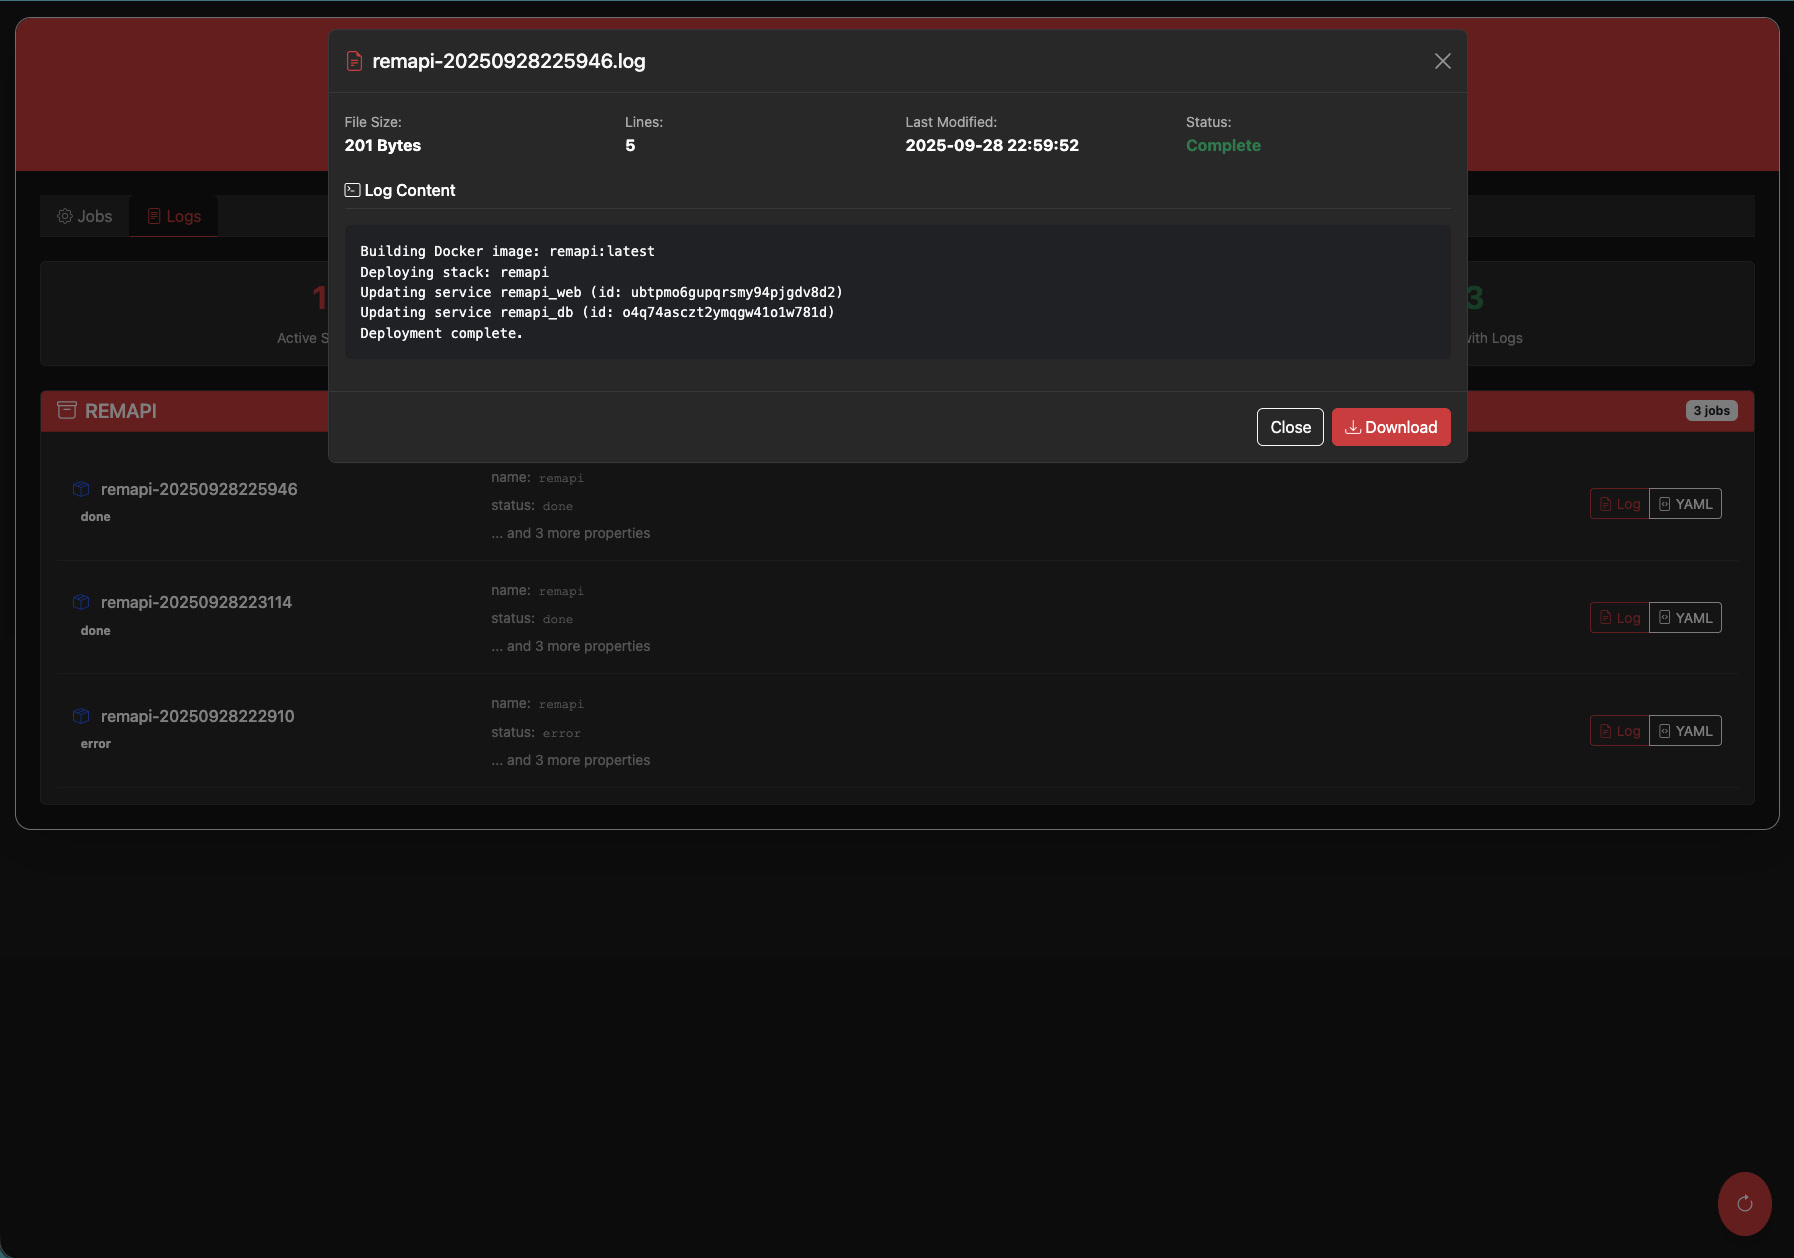 remapi-20250928225946.log
File Size:
201 Bytes
Lines:
5
Last Modified:
2025-09-28 22:59:52
Status:
Complete
Log Content
Building Docker image: remapi:latest
Deploying stack: remapi
Updating service remapi_web (id: ubtpmo6gupqrsmy94pjgdv8d2)
Updating service remapi_db (id: o4q74asczt2ymqgw41o1w781d)
Deployment complete.
Close
Download
Jobs
Logs
1
Active S
3
with Logs
REMAPI
3 jobs
remapi-20250928225946
done
name: remapi
status: done
... and 3 more properties
Log
YAML
remapi-20250928223114
done
name: remapi
status: done
... and 3 more properties
Log
YAML
remapi-20250928222910
error
name: remapi
status: error
... and 3 more properties
Log
YAML